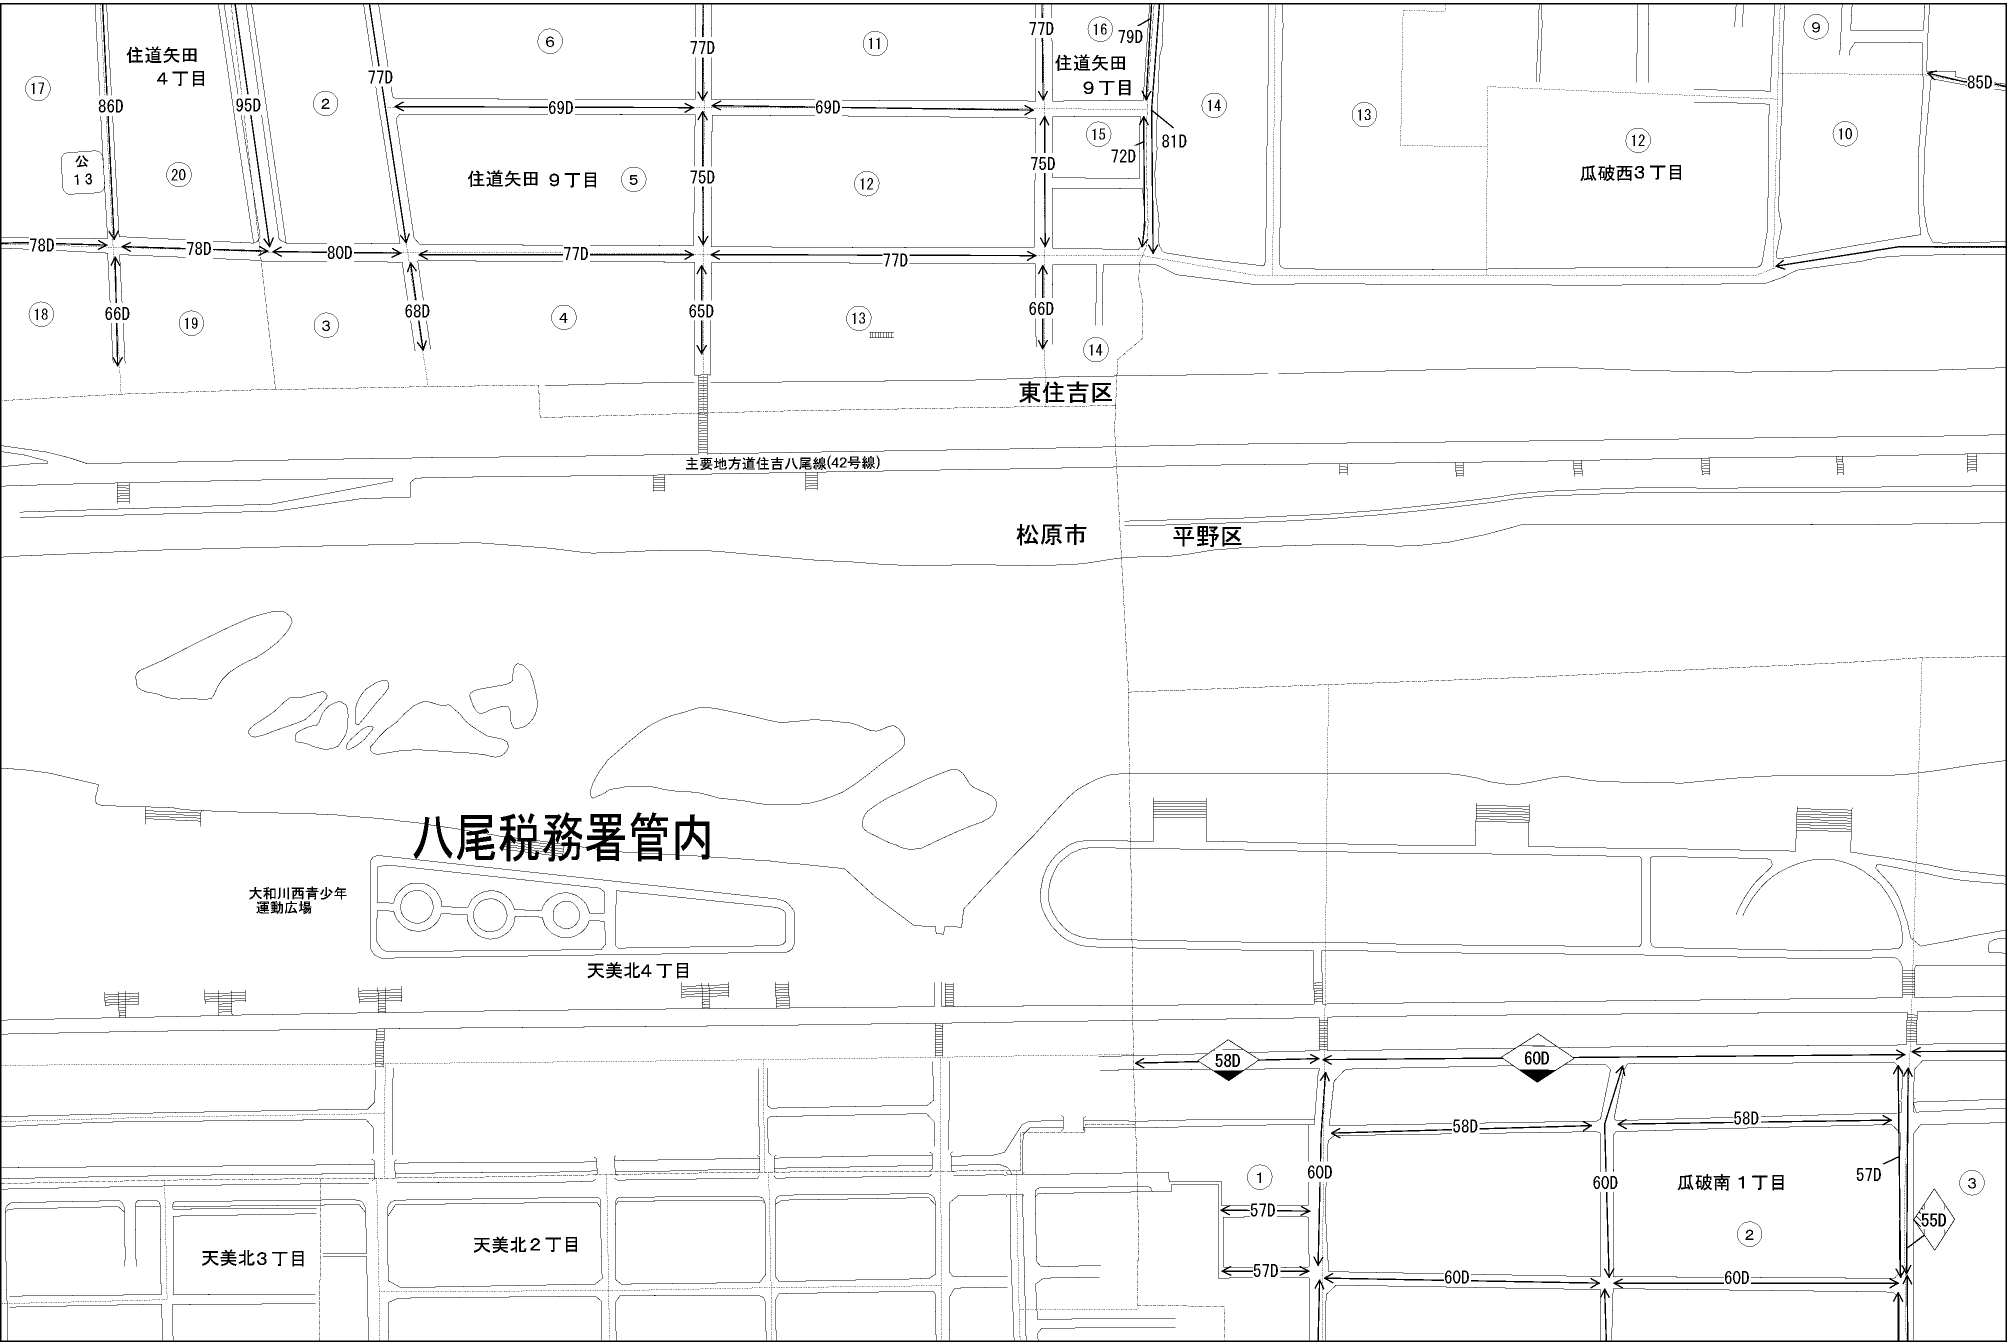 6
11
77D
77D
16
79D
9
住道矢田
4丁目
17
86D
95D
77D
2
69D
69D
住道矢田
9丁目
14
13
85D
12
10
15
72D
81D
公
13
20
住道矢田 9丁目
5
75D
12
75D
瓜破西3丁目
78D
78D
80D
77D
77D
18
66D
19
3
68D
4
65D
13
66D
14
東住吉区
主要地方道住吉八尾線(42号線)
松原市
平野区
八尾税務署管内
大和川西青少年
運動広場
天美北4丁目
58D
60D
58D
58D
1
60D
60D
57D
瓜破南1丁目
3
57D
55D
2
天美北3丁目
天美北2丁目
57D
60D
60D